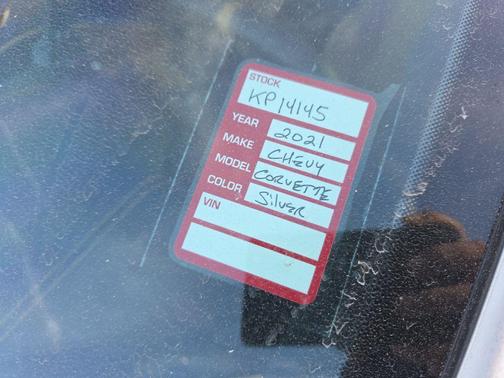 STOCK
KP14145
YEAR 2021
MAKE CHEVY
MODEL CORVETTE
COLOR SilVER
VIN